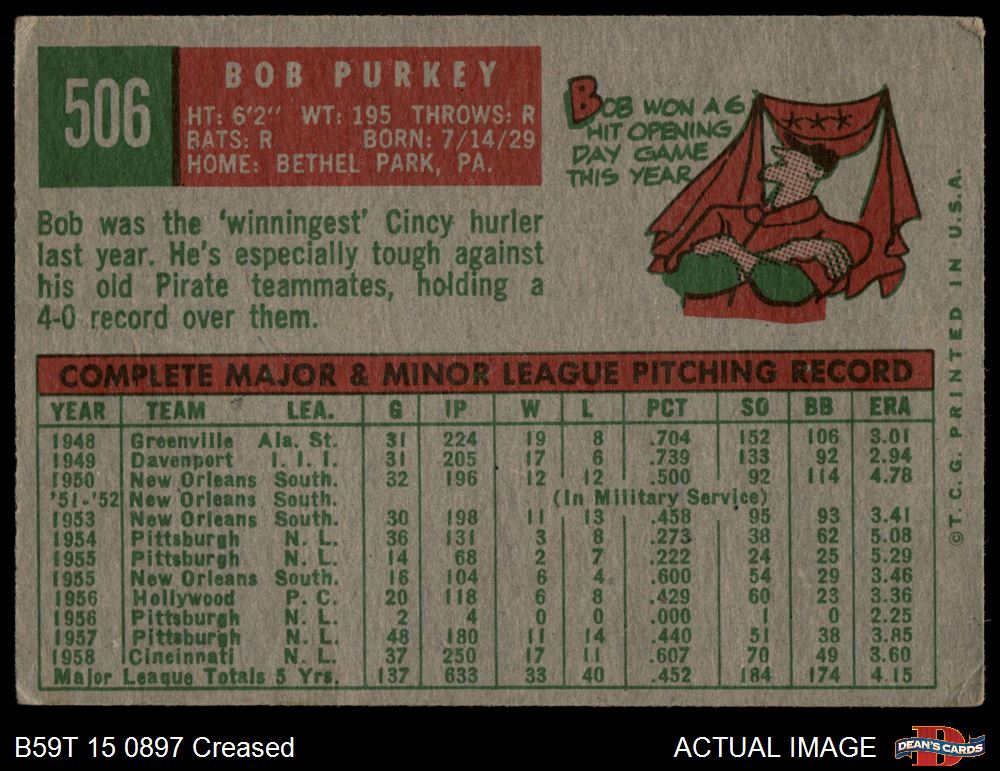 506
BOB PURKEY
HT: 6'2" WT: 195 THROWS: R
BATS: R BORN: 7/14/29
HOME: BETHEL PARK, PA.
BOB WON A 6
HIT OPENING
DAY GAME
THIS YEAR
Bob was the 'winningest' Cincy hurler
last year. He's especially tough against
his old Pirate teammates, holding a
4-0 record over them.
COMPLETE MAJOR & MINOR LEAGUE PITCHING RECORD
YEAR TEAM LEA. G IP W L PCT SO BB ERA
1948 Greenville Ala. St. 31 224 19 8 .704 152 106 3.01
1949 Davenport I. I. I. 31 205 17 6 .739 133 92 2.94
1950 New Orleans South. 32 196 12 12 .500 92 114 4.78
'51-'52 New Orleans South. (In Military Service)
1953 New Orleans South. 30 198 11 13 .458 95 93 3.41
1954 Pittsburgh N. L. 36 131 3 8 .273 38 62 5.08
1955 Pittsburgh N. L. 14 68 2 7 .222 24 25 5.29
1955 New Orleans South. 16 104 6 4 .600 54 29 3.46
1956 Hollywood P. C. 20 118 6 8 .429 60 23 3.36
1956 Pittsburgh N. L. 2 4 0 0 .000 1 0 2.25
1957 Pittsburgh N. L. 48 180 11 14 .440 51 38 3.85
1958 Cincinnati N. L. 37 250 17 11 .607 70 49 3.60
Major League Totals 5 Yrs. 137 633 33 40 .452 184 174 4.15
©T. C. G. PRINTED IN U.S.A.
B59T 15 0897 Creased
ACTUAL IMAGE
DEAN'S CARDS